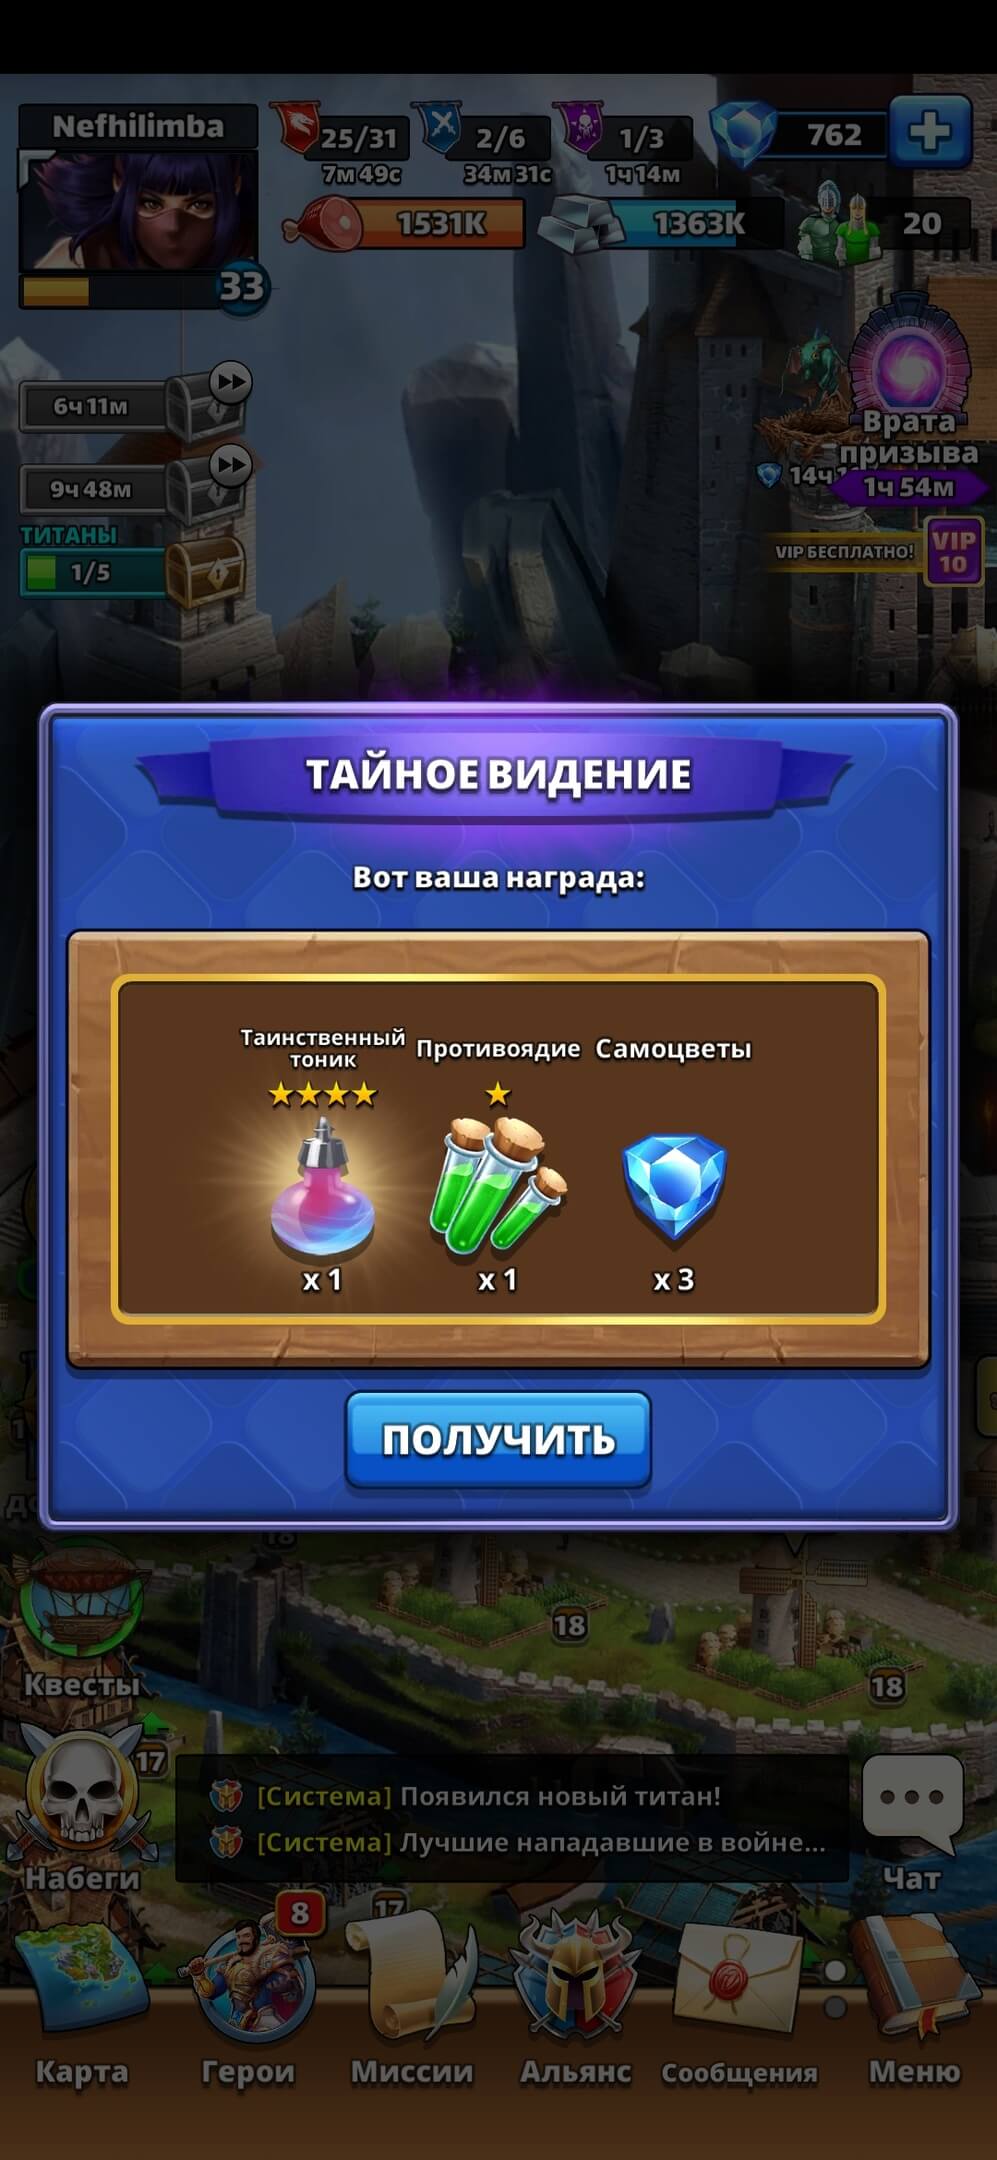 Nefhilimba
25/31
2/6
1/3
762
7м 49с
34м 31с
1ч 14м
1531K
1363K
20
33
6ч 11м
9ч 48м
ТИТАНЫ
1/5
Врата
призыва
1ч 54м
VIP БЕСПЛАТНО!
VIP
10
ТАЙНОЕ ВИДЕНИЕ
Вот ваша награда:
Таинственный
тоник
Противоядие
Самоцветы
x 1
x 1
x 3
ПОЛУЧИТЬ
18
18
18
Квесты
17
[Система] Появился новый титан!
[Система] Лучшие нападавшие в войне...
Набеги
Чат
8
17
Карта
Герои
Миссии
Альянс
Сообщения
Меню